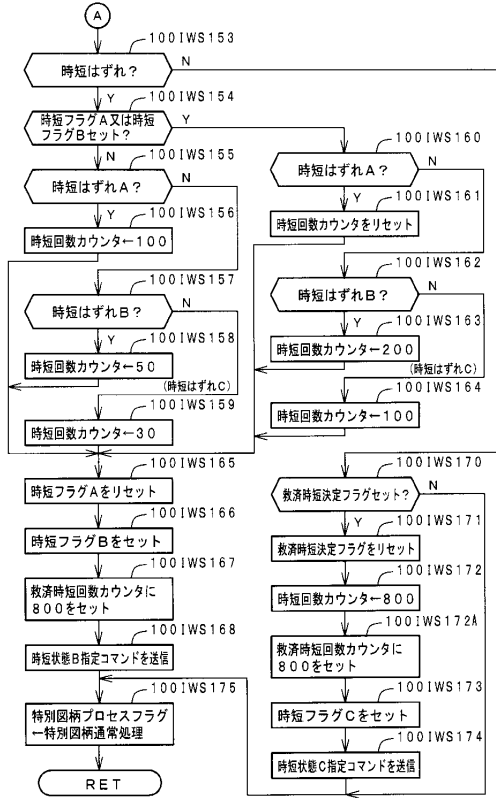 A
100IWS153
時短はずれ？
N
Y
100IWS154
時短フラグA又は時短
フラグBセット？
Y
N
100IWS155
時短はずれA？
N
Y
100IWS156
時短回数カウンタ←100
100IWS157
時短はずれB？
N
Y
100IWS158
時短回数カウンタ←50
(時短はずれC)
100IWS159
時短回数カウンタ←30
100IWS160
時短はずれA？
N
Y
100IWS161
時短回数カウンタをリセット
100IWS162
時短はずれB？
N
Y
100IWS163
時短回数カウンタ←200
(時短はずれC)
100IWS164
時短回数カウンタ←100
100IWS165
時短フラグAをリセット
100IWS166
時短フラグBをセット
100IWS167
救済時短回数カウンタに
800をセット
100IWS168
時短状態B指定コマンドを送信
100IWS170
救済時短決定フラグセット？
N
Y
100IWS171
救済時短決定フラグをリセット
100IWS172
時短回数カウンタ←800
100IWS172A
救済時短回数カウンタに
800をセット
100IWS173
時短フラグCをセット
100IWS174
時短状態C指定コマンドを送信
100IWS175
特別図柄プロセスフラグ
←特別図柄通常処理
RET